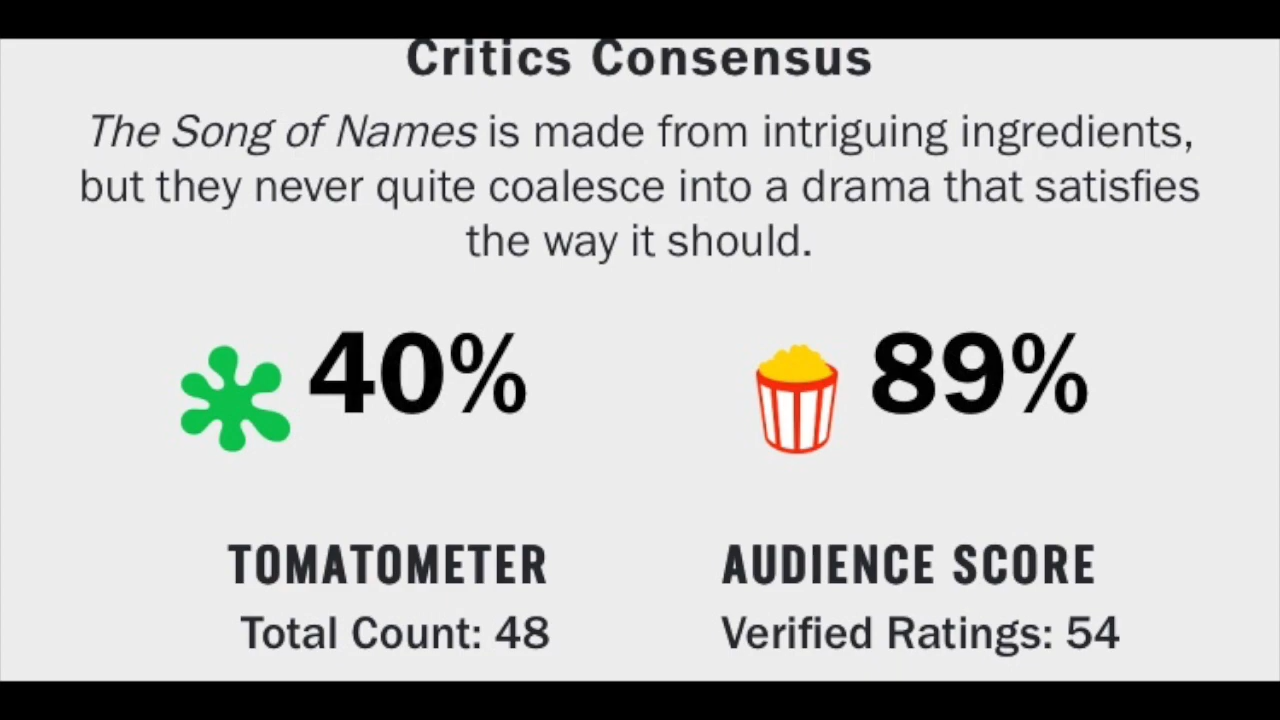 Critics Consensus
The Song of Names is made from intriguing ingredients,
but they never quite coalesce into a drama that satisfies
the way it should.
40%
89%
TOMATOMETER
AUDIENCE SCORE
Total Count: 48
Verified Ratings: 54